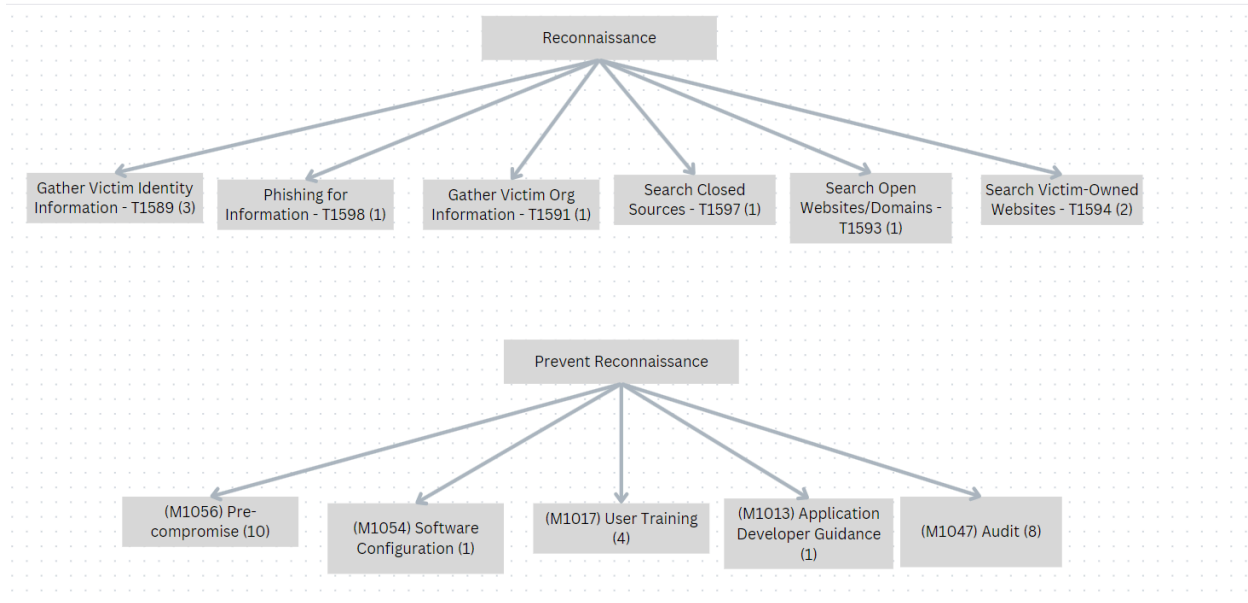 Reconnaissance
Gather Victim Identity
Information - T1589 (3)
Phishing for
Information - T1598 (1)
Gather Victim Org
Information - T1591 (1)
Search Closed
Sources - T1597 (1)
Search Open
Websites/Domains -
T1593 (1)
Search Victim-Owned
Websites - T1594 (2)
Prevent Reconnaissance
(M1056) Pre-
compromise (10)
(M1054) Software
Configuration (1)
(M1017) User Training
(4)
(M1013) Application
Developer Guidance
(1)
(M1047) Audit (8)